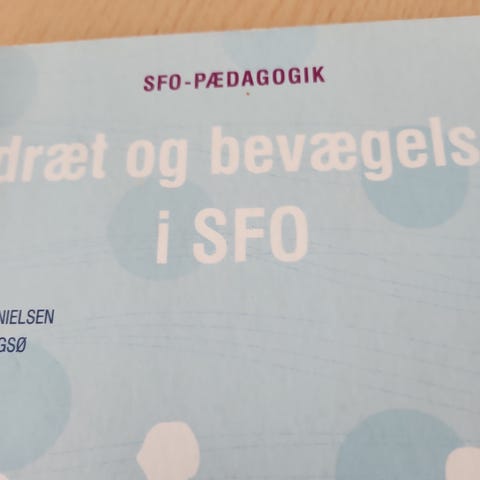 SFO-PÆDAGOGIK
dræt og bevægels
i SFO
NIELSEN
GSØ